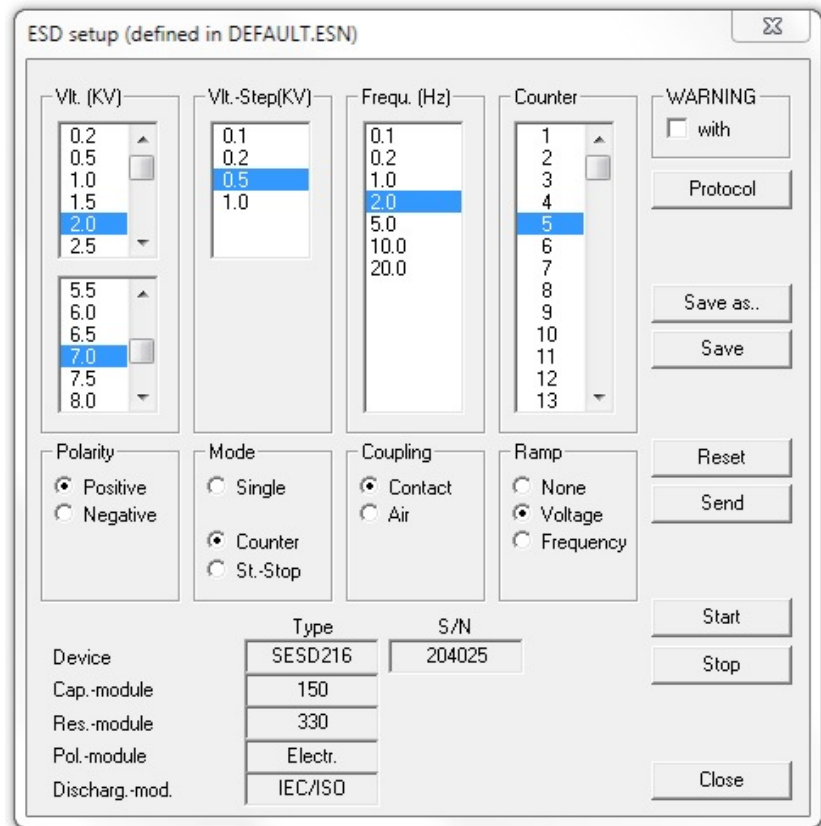 ESD setup (defined in DEFAULT.ESN)
Vlt. (KV)
0.2
0.5
1.0
1.5
2.0
2.5
5.5
6.0
6.5
7.0
7.5
8.0
Vlt.-Step(KV)
0.1
0.2
0.5
1.0
Frequ. (Hz)
0.1
0.2
1.0
2.0
5.0
10.0
20.0
Counter
1
2
3
4
5
6
7
8
9
10
11
12
13
WARNING
with
Protocol
Save as..
Save
Polarity
Positive
Negative
Mode
Single
Counter
St.-Stop
Coupling
Contact
Air
Ramp
None
Voltage
Frequency
Reset
Send
Type S/N
Device SESD216 204025
Cap.-module 150
Res.-module 330
Pol.-module Electr.
Discharg.-mod. IEC/ISO
Start
Stop
Close